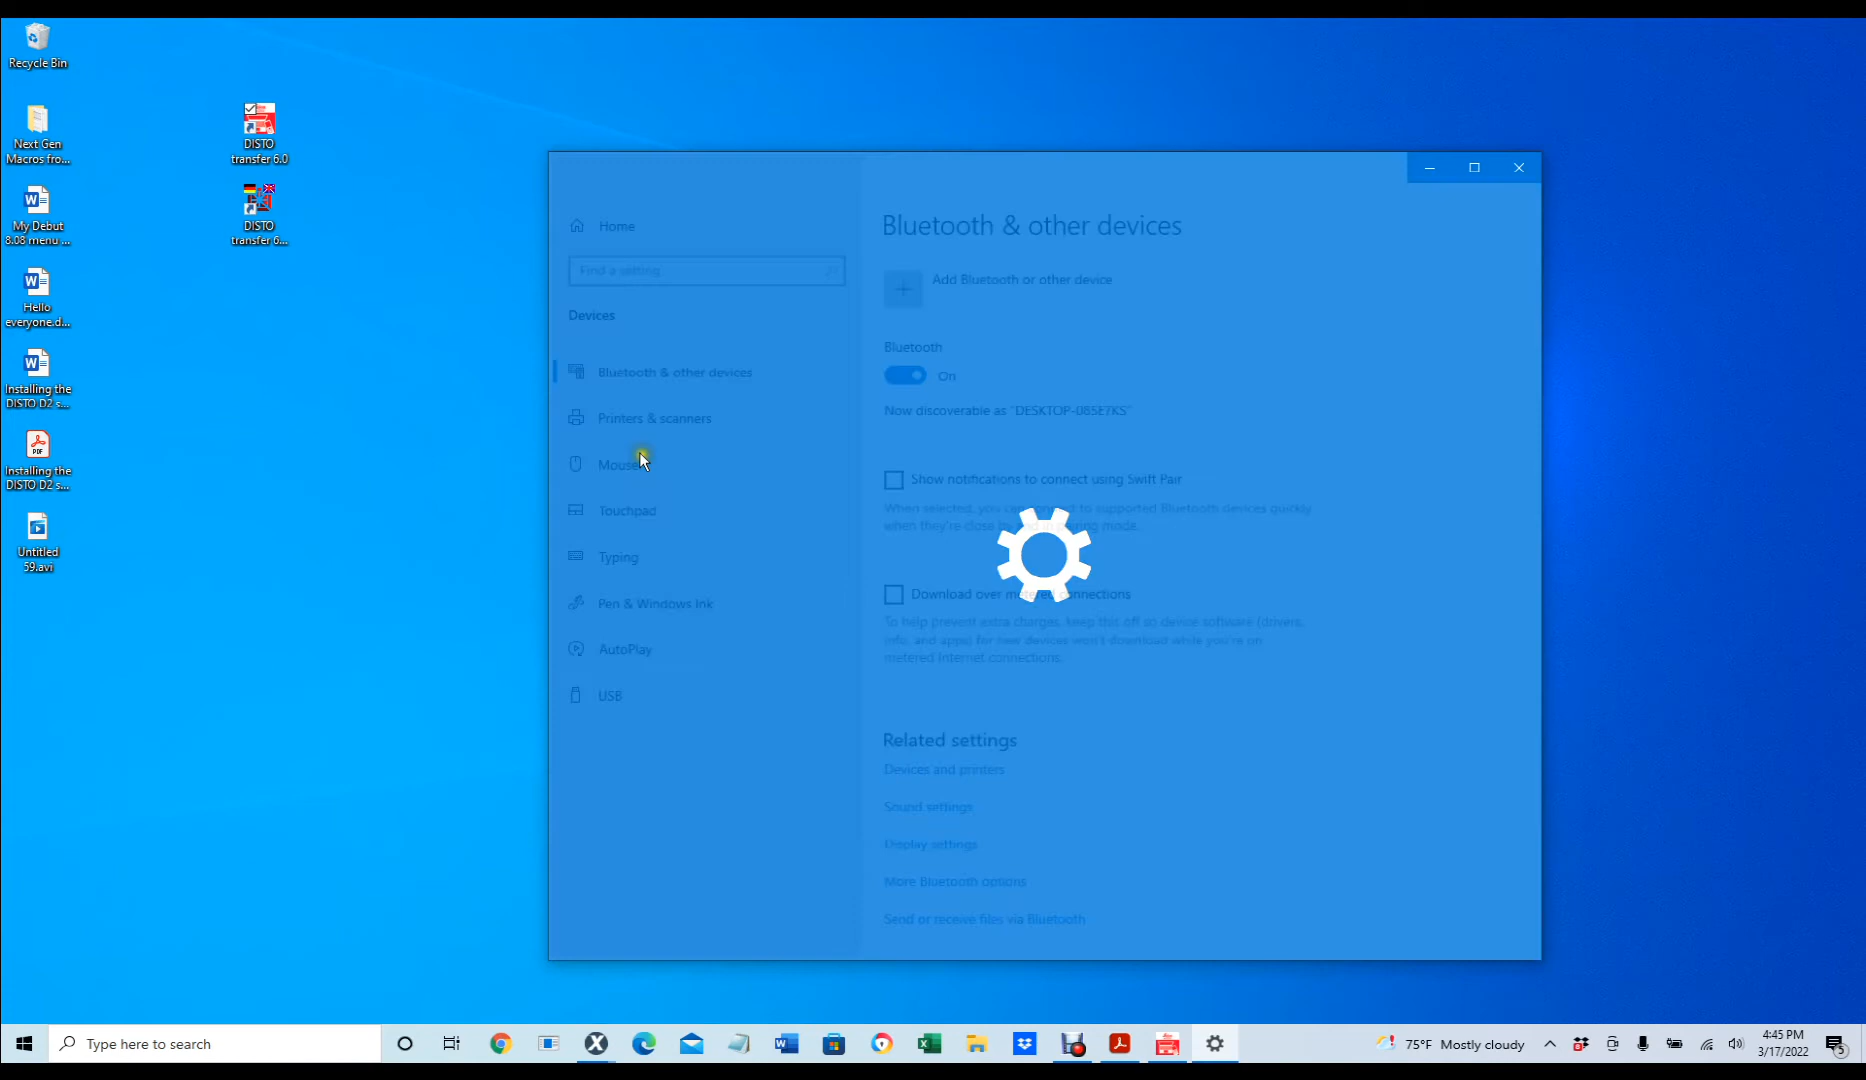 Recycle Bin
Next Gen
Macros fro...
My Debut
8.08 menu ...
Hello
everyone.d...
Installing the
DISTO D2 s...
PDF
Installing the
DISTO D2 s...
Untitled
59.avi
DISTO
transfer 6.0
DISTO
transfer 6...
Home
Find a setting
Devices
Bluetooth & other devices
Printers & scanners
Mouse
Touchpad
Typing
Pen & Windows Ink
AutoPlay
USB
Bluetooth & other devices
Add Bluetooth or other device
Bluetooth
On
Now discoverable as "DESKTOP-085E7KS"
Show notifications to connect using Swift Pair
When selected, you can connect to supported Bluetooth devices quickly
when they're close by and in pairing mode.
Download over metered connections
To help prevent extra charges, keep this off so device software (drivers,
info, and apps) for new devices won't download while you're on
metered Internet connections.
Related settings
Devices and printers
Sound settings
Display settings
More Bluetooth options
Send or receive files via Bluetooth
Type here to search
75°F Mostly cloudy
4:45 PM
3/17/2022
5